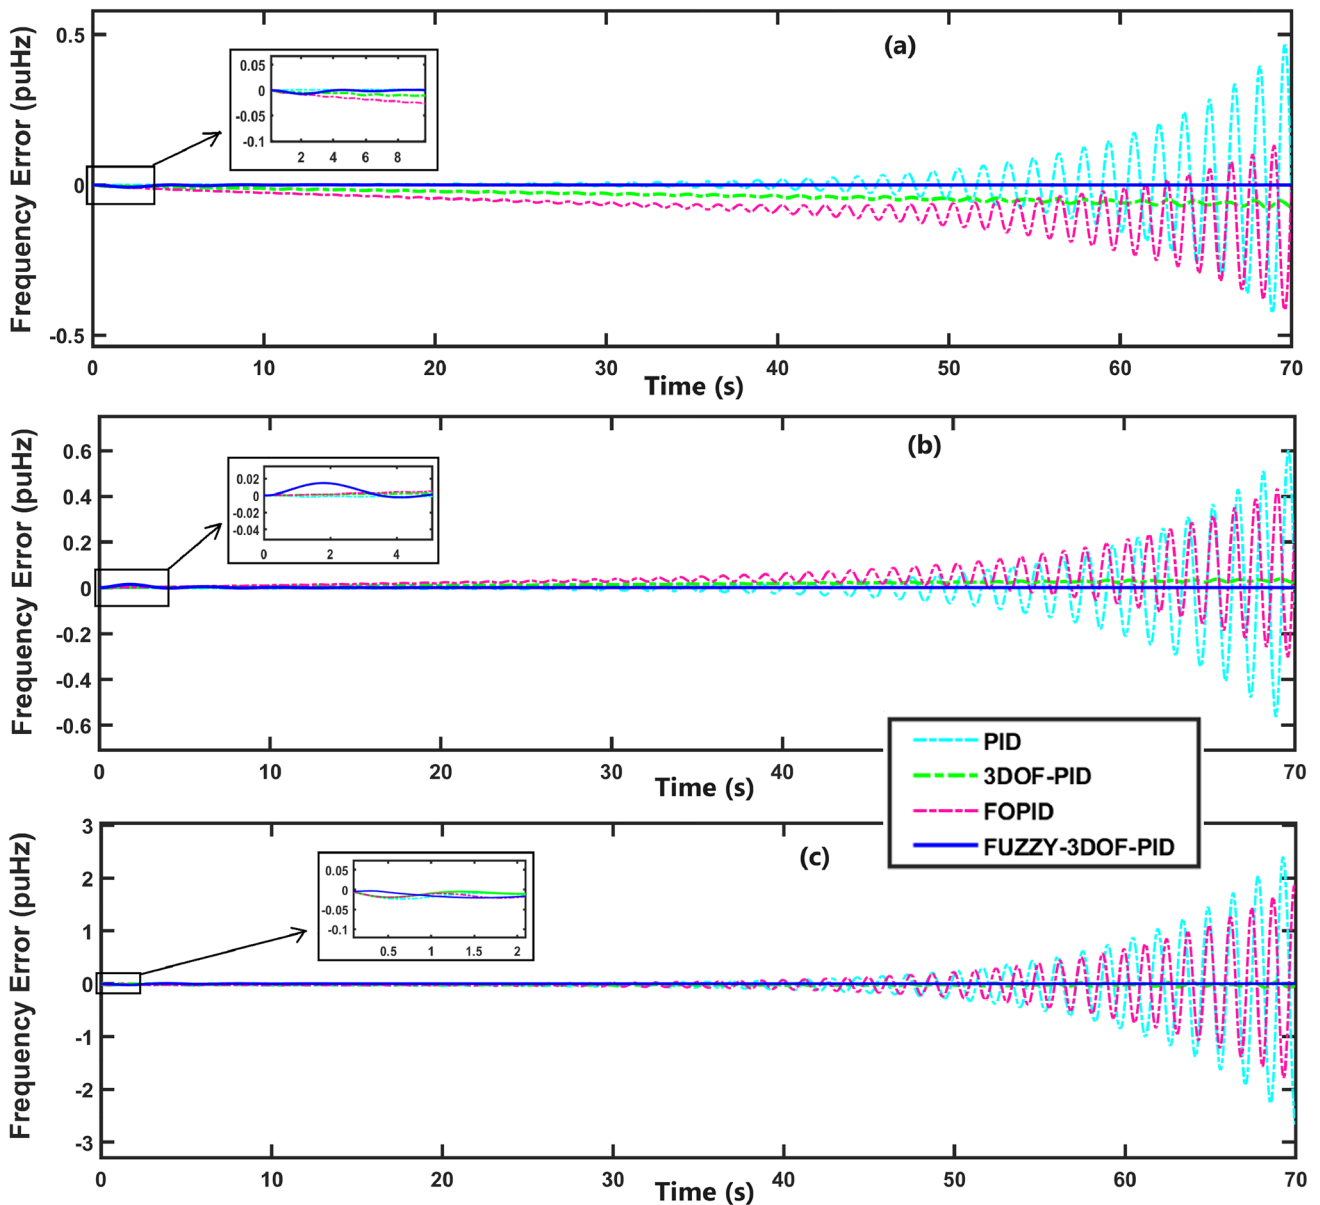 (a)
Frequency Error (puHz)
0.5
0
-0.5
0.05
0
-0.05
-0.1
2 4 6 8
0 10 20 30 40 50 60 70
Time (s)
(b)
Frequency Error (puHz)
0.6
0.4
0.2
0
-0.2
-0.4
-0.6
0.02
0
-0.02
-0.04
0 2 4
0 10 20 30 40 70
Time (s)
PID
3DOF-PID
FOPID
FUZZY-3DOF-PID
(c)
Frequency Error (puHz)
3
2
1
0
-1
-2
-3
0.05
0
-0.05
-0.1
0.5 1 1.5 2
0 10 20 30 40 50 60 70
Time (s)